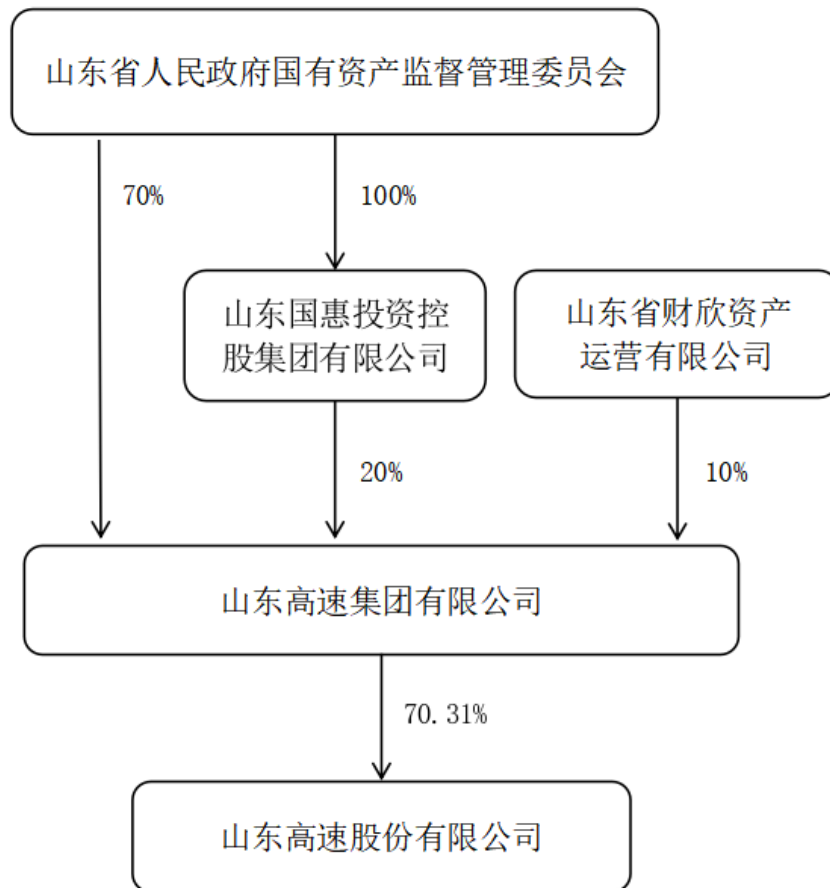 山东省人民政府国有资产监督管理委员会
70%
100%
山东国惠投资控
股集团有限公司
山东省财欣资产
运营有限公司
20%
10%
山东高速集团有限公司
70.31%
山东高速股份有限公司